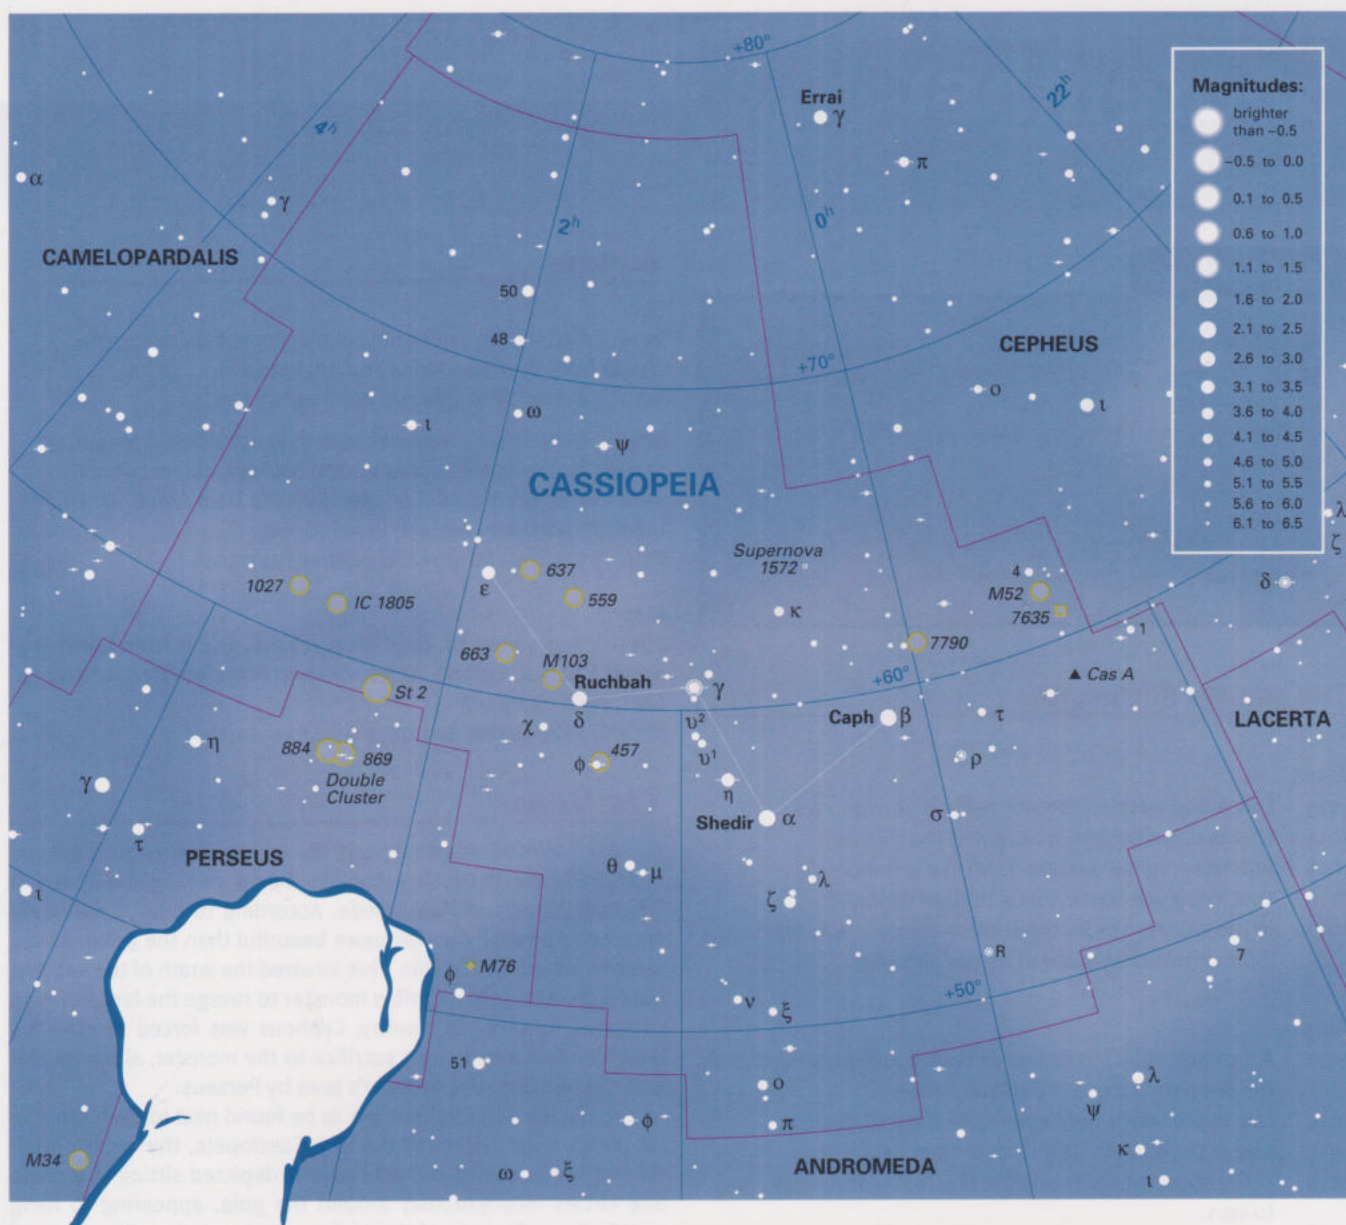 +80°
22h
4h
Errai
γ
π
α
γ
2h
0h
CAMELOPARDALIS
50
48
+70°
CEPHEUS
ο
ι
ω
ι
ψ
CASSIOPEIA
Magnitudes:
brighter
than −0.5
−0.5 to 0.0
0.1 to 0.5
0.6 to 1.0
1.1 to 1.5
1.6 to 2.0
2.1 to 2.5
2.6 to 3.0
3.1 to 3.5
3.6 to 4.0
4.1 to 4.5
4.6 to 5.0
5.1 to 5.5
5.6 to 6.0
6.1 to 6.5
λ
ζ
δ
Supernova
1572
ε
637
559
1027
IC 1805
κ
4
M52
7635
1
663
M103
7790
Ruchbah
δ
γ
+60°
Cas A
St 2
χ
υ²
υ¹
Caph
β
τ
LACERTA
η
884
869
Double
Cluster
φ
457
ρ
γ
η
Shedir
α
σ
τ
PERSEUS
θ
μ
λ
ζ
ι
M76
φ
R
7
ν
ξ
+50°
51
ο
λ
ψ
φ
π
κ
M34
ω
ξ
ANDROMEDA
ι